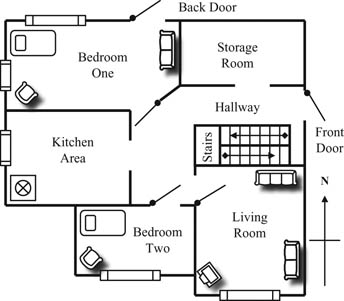 Back Door
Bedroom
One
Storage
Room
Hallway
Front
Door
Kitchen
Area
Stairs
N
Bedroom
Two
Living
Room